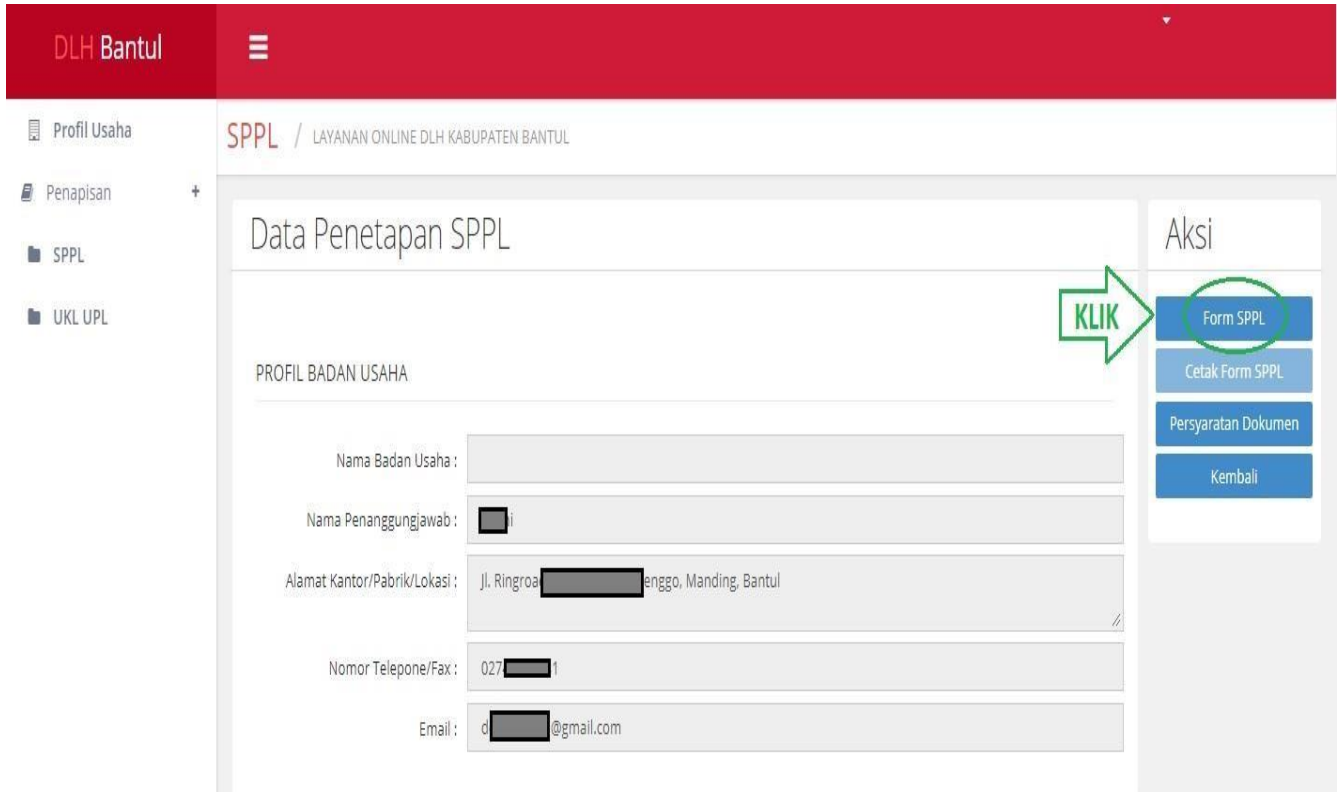 DLH Bantul
Profil Usaha
Penapisan +
SPPL
UKL UPL
SPPL / LAYANAN ONLINE DLH KABUPATEN BANTUL
Data Penetapan SPPL
PROFIL BADAN USAHA
Nama Badan Usaha :
Nama Penanggungjawab : i
Alamat Kantor/Pabrik/Lokasi : Jl. Ringroa enggo, Manding, Bantul
Nomor Telepone/Fax : 027 1
Email : d @gmail.com
Aksi
KLIK
Form SPPL
Cetak Form SPPL
Persyaratan Dokumen
Kembali